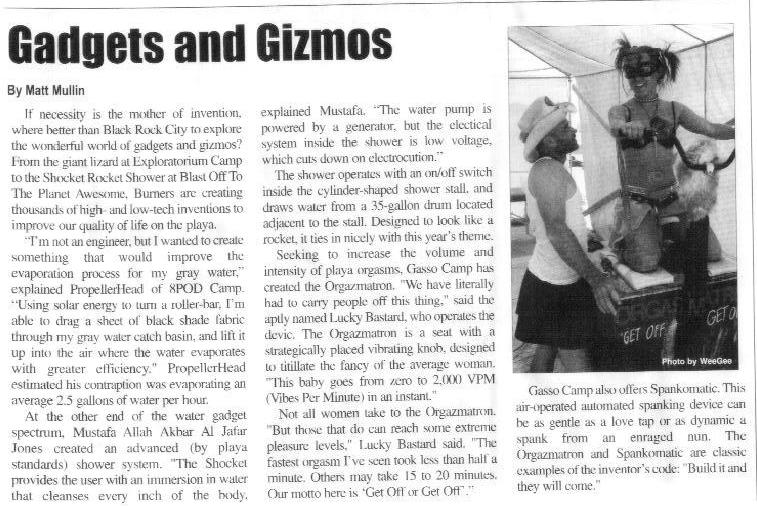 Gadgets and Gizmos
By Matt Mullin
If necessity is the mother of invention,
where better than Black Rock City to explore
the wonderful world of gadgets and gizmos?
From the giant lizard at Exploratorium Camp
to the Shocket Rocket Shower at Blast Off To
The Planet Awesome, Burners are creating
thousands of high- and low-tech inventions to
improve our quality of life on the playa.
"I'm not an engineer, but I wanted to create
something that would improve the
evaporation process for my gray water,"
explained PropellerHead of 8POD Camp.
"Using solar energy to turn a roller-bar, I'm
able to drag a sheet of black shade fabric
through my gray water catch basin, and lift it
up into the air where the water evaporates
with greater efficiency." PropellerHead
estimated his contraption was evaporating an
average 2.5 gallons of water per hour.
At the other end of the water gadget
spectrum, Mustafa Allah Akbar Al Jafar
Jones created an advanced (by playa
standards) shower system. "The Shocket
provides the user with an immersion in water
that cleanses every inch of the body,
explained Mustafa. "The water pump is
powered by a generator, but the electical
system inside the shower is low voltage,
which cuts down on electrocution."
The shower operates with an on/off switch
inside the cylinder-shaped shower stall, and
draws water from a 35-gallon drum located
adjacent to the stall. Designed to look like a
rocket, it ties in nicely with this year's theme.
Seeking to increase the volume and
intensity of playa orgasms, Gasso Camp has
created the Orgazmatron. "We have literally
had to carry people off this thing," said the
aptly named Lucky Bastard, who operates the
devic. The Orgazmatron is a seat with a
strategically placed vibrating knob, designed
to titillate the fancy of the average woman.
"This baby goes from zero to 2,000 VPM
(Vibes Per Minute) in an instant."
Not all women take to the Orgazmatron.
"But those that do can reach some extreme
pleasure levels," Lucky Bastard said. "The
fastest orgasm I've seen took less than half a
minute. Others may take 15 to 20 minutes.
Our motto here is 'Get Off or Get Off'."
'GET OFF
GET O
Photo by WeeGee
Gasso Camp also offers Spankomatic. This
air-operated automated spanking device can
be as gentle as a love tap or as dynamic a
spank from an enraged nun. The
Orgazmatron and Spankomatic are classic
examples of the inventor's code: "Build it and
they will come."